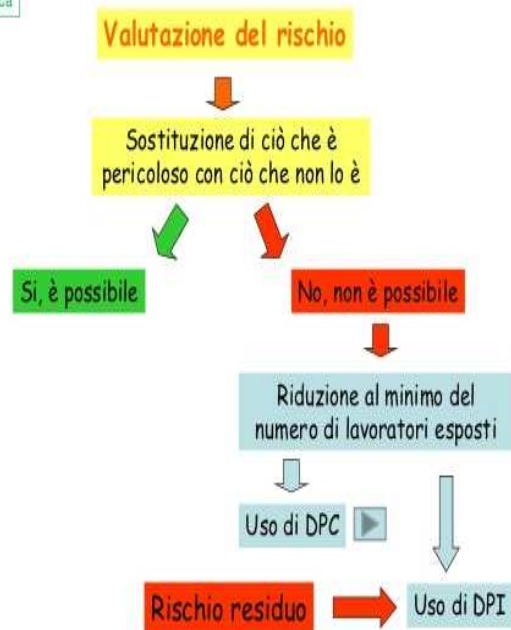 Valutazione del rischio
Sostituzione di ciò che è
pericoloso con ciò che non lo è
Si, è possibile
No, non è possibile
Riduzione al minimo del
numero di lavoratori esposti
Uso di DPC
Rischio residuo
Uso di DPI